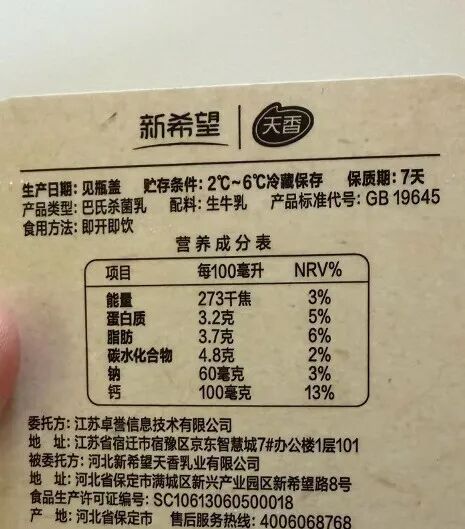 新希望 天香
生产日期：见瓶盖 贮存条件：2℃~6℃冷藏保存 保质期：7天
产品类型：巴氏杀菌乳 配料：生牛乳 产品标准代号：GB 19645
食用方法：即开即饮
营养成分表
项目 每100毫升 NRV%
能量 273千焦 3%
蛋白质 3.2克 5%
脂肪 3.7克 6%
碳水化合物 4.8克 2%
钠 60毫克 3%
钙 100毫克 13%
委托方：江苏卓誉信息技术有限公司
地 址：江苏省宿迁市宿豫区京东智慧城7#办公楼1层101
被委托方：河北新希望天香乳业有限公司
地 址：河北省保定市满城区新兴产业园区新希望路8号
食品生产许可证编号：SC10613060500018
产 地：河北省保定市 售后服务热线：4006068768